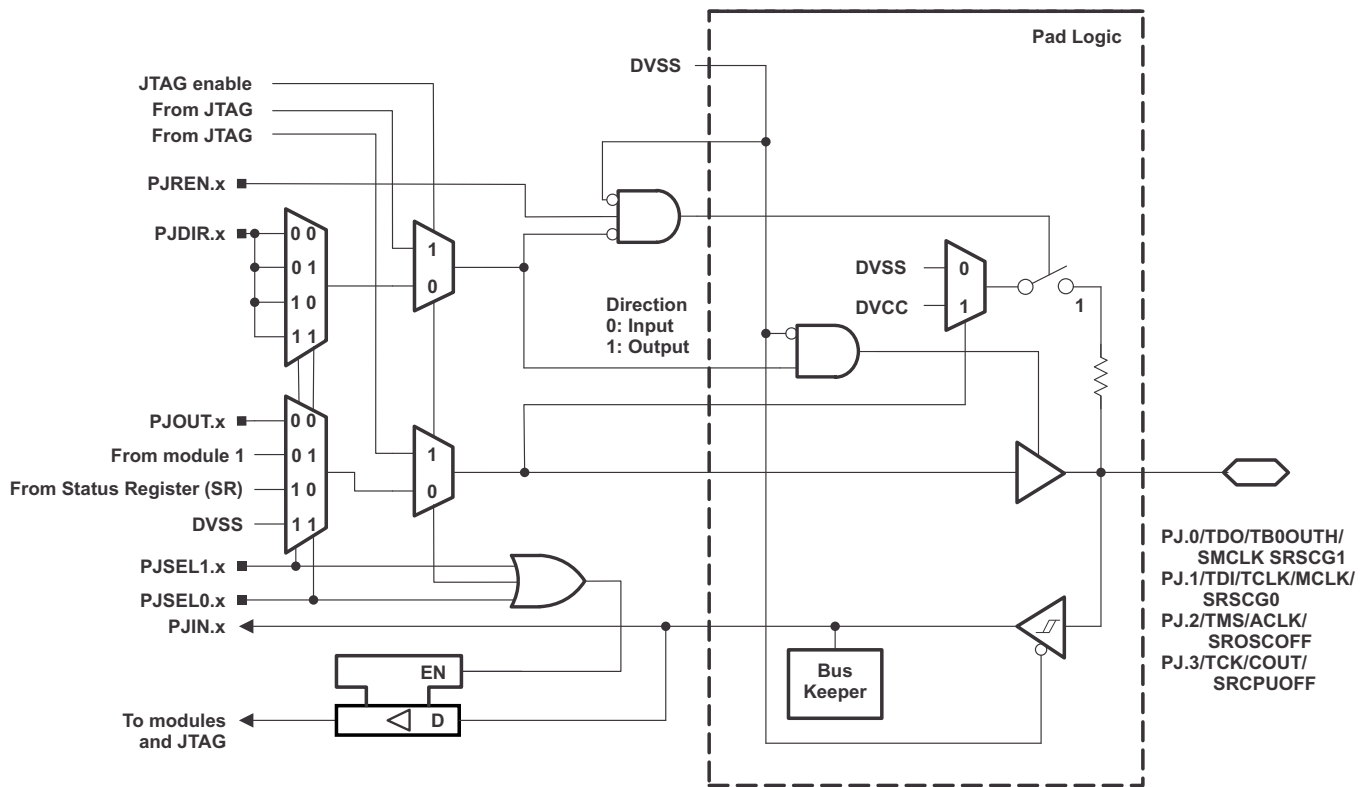 Pad Logic
DVSS
JTAG enable
From JTAG
From JTAG
PJREN.x
PJDIR.x
0 0
0 1
1 0
1 1
1
0
Direction
0: Input
1: Output
DVSS
DVCC
0
1
1
PJOUT.x
From module 1
From Status Register (SR)
DVSS
0 0
0 1
1 0
1 1
1
0
PJSEL1.x
PJSEL0.x
PJIN.x
EN
D
To modules
and JTAG
Bus
Keeper
PJ.0/TDO/TB0OUTH/
SMCLK SRSCG1
PJ.1/TDI/TCLK/MCLK/
SRSCG0
PJ.2/TMS/ACLK/
SROSCOFF
PJ.3/TCK/COUT/
SRCPUOFF